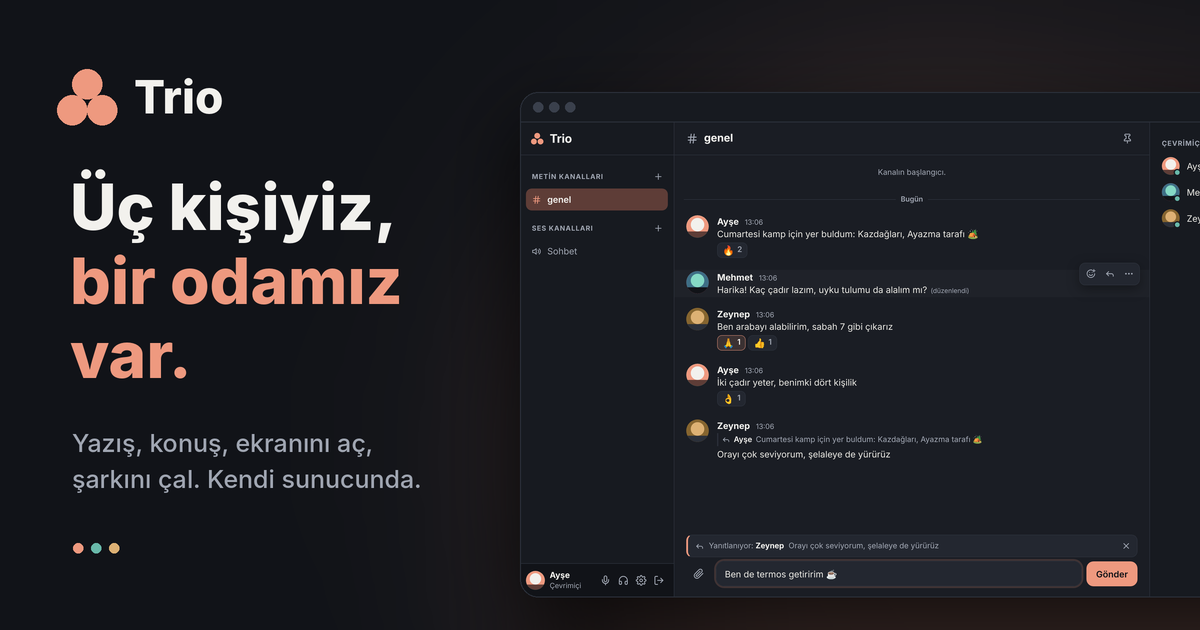 Trio
Üç kişiyiz,
bir odamız
var.
Yazış, konuş, ekranını aç,
şarkını çal. Kendi sunucunda.
Trio
METİN KANALLARI
# genel
SES KANALLARI
Sohbet
Ayşe
Çevrimiçi
# genel
Kanalın başlangıcı.
Bugün
Ayşe 13:06
Cumartesi kamp için yer buldum: Kazdağları, Ayazma tarafı 🏕️
🔥 2
Mehmet 13:06
Harika! Kaç çadır lazım, uyku tulumu da alalım mı? (düzenlendi)
Zeynep 13:06
Ben arabayı alabilirim, sabah 7 gibi çıkarız
🙏 1 👍 1
Ayşe 13:06
İki çadır yeter, benimki dört kişilik
👌 1
Zeynep 13:06
Ayşe Cumartesi kamp için yer buldum: Kazdağları, Ayazma tarafı 🏕️
Orayı çok seviyorum, şelaleye de yürürüz
Yanıtlanıyor: Zeynep Orayı çok seviyorum, şelaleye de yürürüz
Ben de termos getiririm ☕
Gönder
ÇEVRİMİÇ
Ayş
Me
Zey